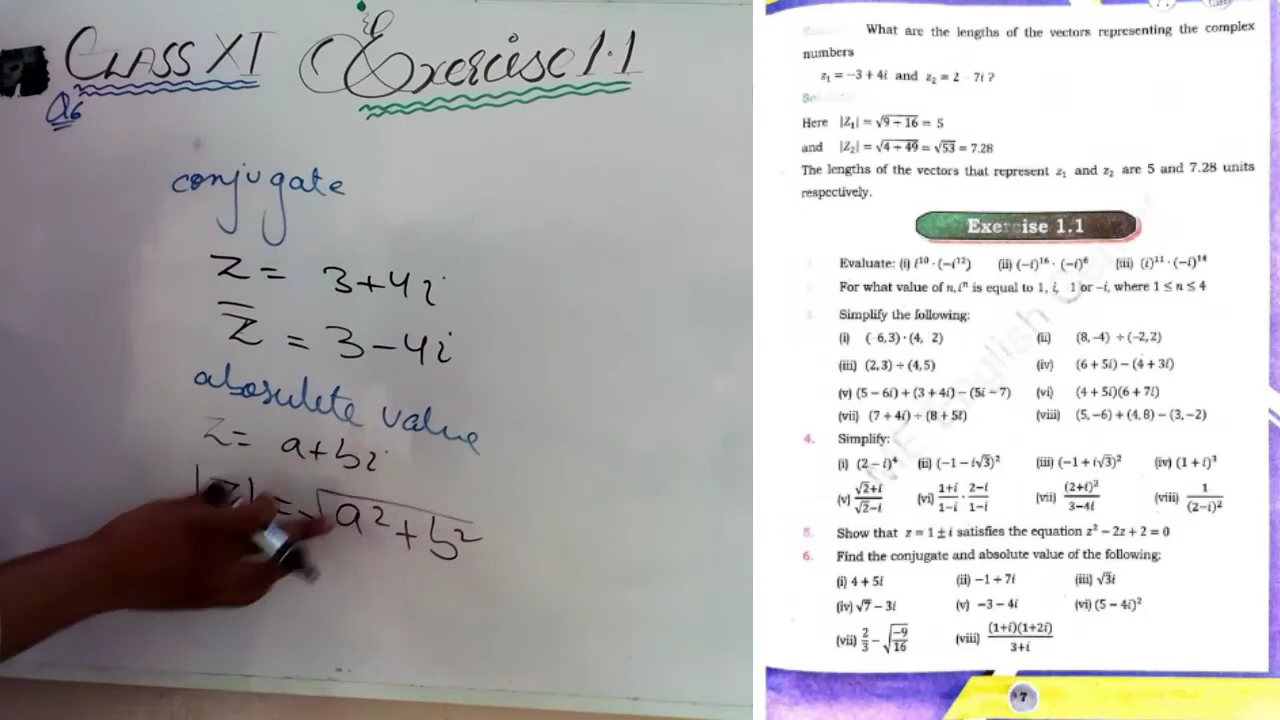 CLASS XI Exercise 1.1
Q6
conjugate
z = 3+4i
z̅ = 3-4i
abosulete value
z = a+bi
|z| = √a²+b²
What are the lengths of the vectors representing the complex
numbers
z₁ = −3 + 4i and z₂ = 2 7i ?
Here |Z₁| = √9 + 16 = 5
and |Z₂| = √4 + 49 = √53 = 7.28
The lengths of the vectors that represent z₁ and z₂ are 5 and 7.28 units
respectively.
Exercise 1.1
Evaluate: (i) i¹⁰ · (−i¹²) (ii) (−i)¹⁶ · (−i)⁶ (iii) (i)¹¹ · (−i)¹⁴
For what value of n, iⁿ is equal to 1, i, 1 or −i, where 1 ≤ n ≤ 4
3. Simplify the following:
(i) (6,3) · (4, 2) (ii) (8,−4) ÷ (−2,2)
(iii) (2,3) ÷ (4,5) (iv) (6 + 5i) − (4 + 3i)
(v) (5 − 6i) + (3 + 4i) − (5i − 7) (vi) (4 + 5i)(6 + 7i)
(vii) (7 + 4i) ÷ (8 + 5i) (viii) (5,−6) + (4,8) − (3,−2)
4. Simplify:
(i) (2 − i)⁴ (ii) (−1 − i√3)² (iii) (−1 + i√3)² (iv) (1 + i)³
(v) √2+i/√2−i (vi) 1+i/1−i · 2−i/1−i (vii) (2+i)²/3−4i (viii) 1/(2−i)²
5. Show that z = 1 ± i satisfies the equation z² − 2z + 2 = 0
6. Find the conjugate and absolute value of the following:
(i) 4 + 5i (ii) −1 + 7i (iii) √3i
(iv) √7 − 3i (v) −3 − 4i (vi) (5 − 4i)²
(vii) 2/3 − √−9/16 (viii) (1+i)(1+2i)/3+i
7